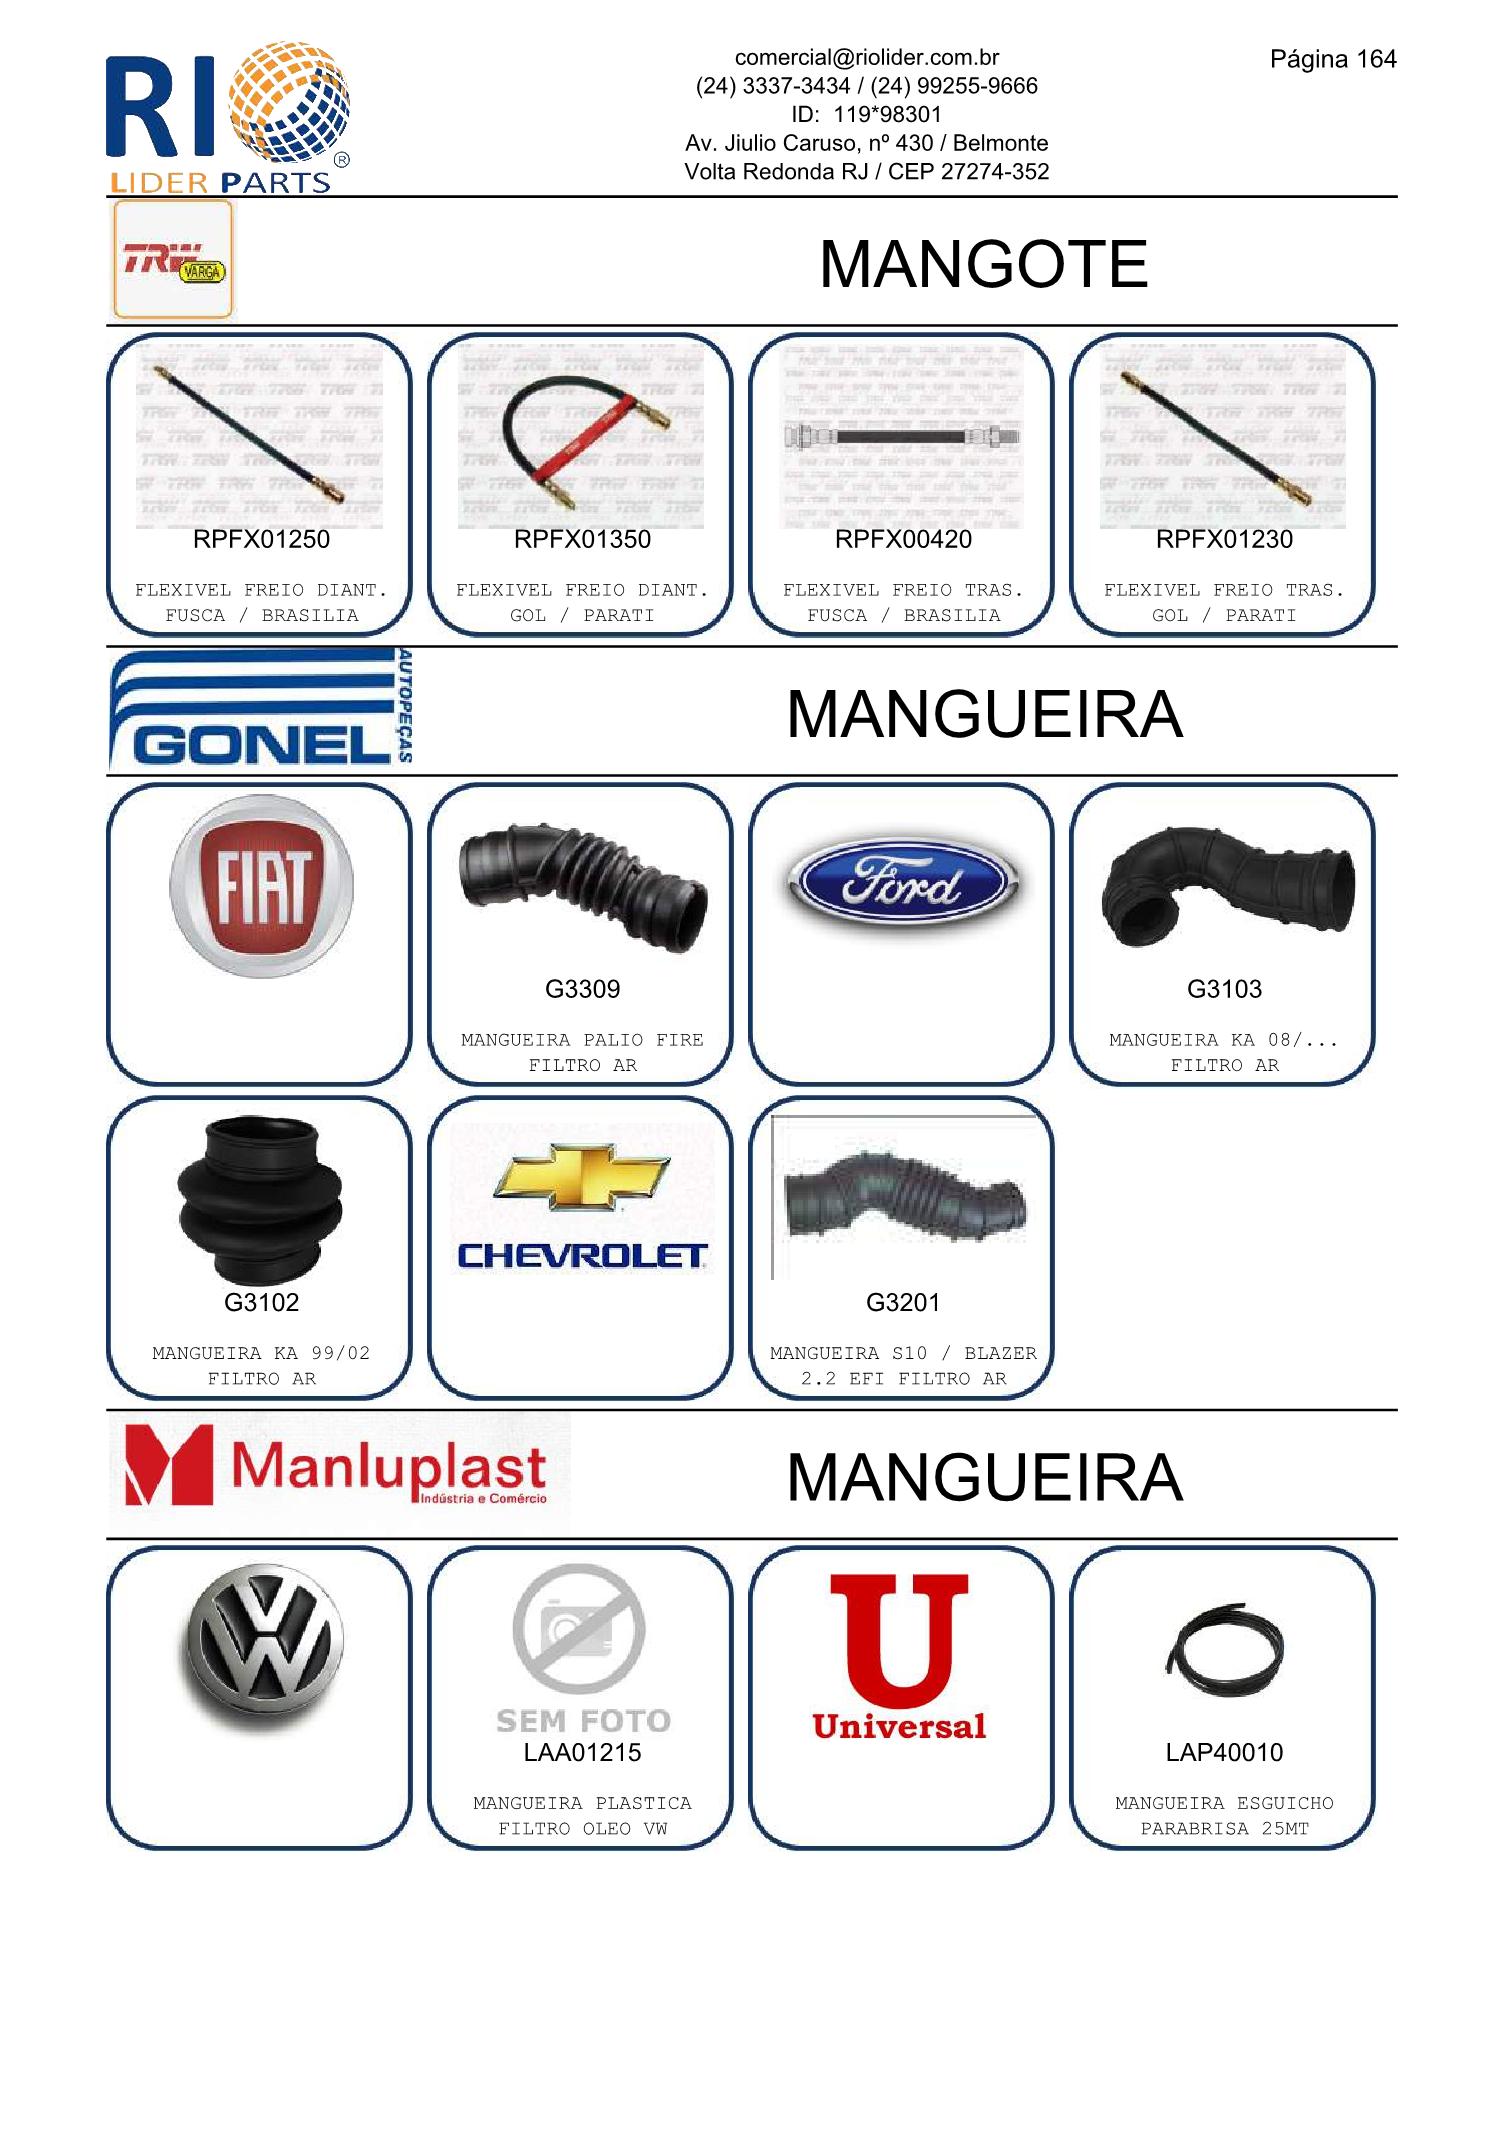 RIO
®
LIDER PARTS
comercial@riolider.com.br
(24) 3337-3434 / (24) 99255-9666
ID: 119*98301
Av. Jiulio Caruso, nº 430 / Belmonte
Volta Redonda RJ / CEP 27274-352
Página 164
TRW
VARGA
MANGOTE
RPFX01250
FLEXIVEL FREIO DIANT.
FUSCA / BRASILIA
RPFX01350
FLEXIVEL FREIO DIANT.
GOL / PARATI
RPFX00420
FLEXIVEL FREIO TRAS.
FUSCA / BRASILIA
RPFX01230
FLEXIVEL FREIO TRAS.
GOL / PARATI
GONEL
AUTOPEÇAS
MANGUEIRA
FIAT
G3309
MANGUEIRA PALIO FIRE
FILTRO AR
Ford
G3103
MANGUEIRA KA 08/...
FILTRO AR
G3102
MANGUEIRA KA 99/02
FILTRO AR
CHEVROLET
G3201
MANGUEIRA S10 / BLAZER
2.2 EFI FILTRO AR
Manluplast
Indústria e Comércio
MANGUEIRA
VW
SEM FOTO
LAA01215
MANGUEIRA PLASTICA
FILTRO OLEO VW
U
Universal
LAP40010
MANGUEIRA ESGUICHO
PARABRISA 25MT